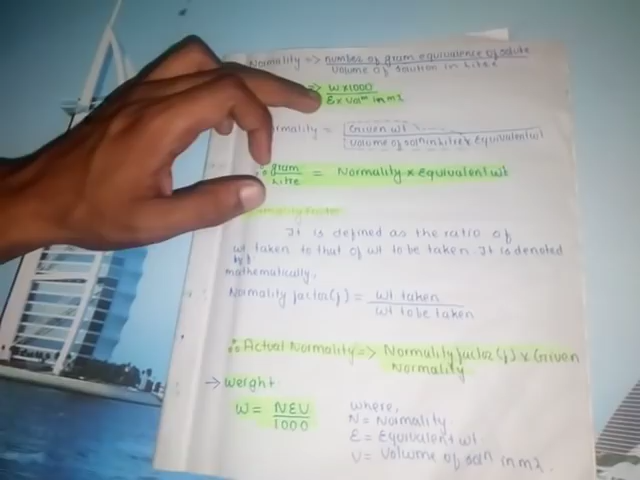 Normality => number of gram equivalence of solute
Volume of solution in Litre
=> W×1000
E× Volᵐ in mL
Normality = Given wt
Volume of solⁿ in Litre × Equivalent wt
∴ gram = Normality × equivalent wt
Litre
Normality factor
It is defined as the ratio of
wt taken to that of wt to be taken. It is denoted
by f
mathematically,
Normality factor(f) = wt taken
wt to be taken
∴ Actual Normality => Normality factor (f) × Given
Normality
→ Weight
W = NEV
1000
where,
N = Normality
E = Equivalent wt
V = Volume of solⁿ in mL.